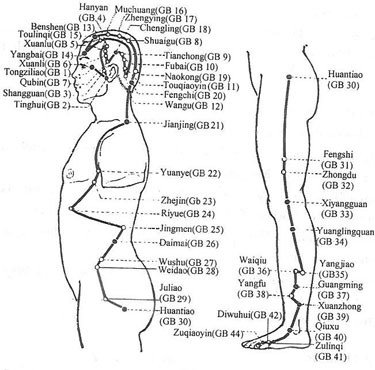 Hanyan
(GB 4)
Muchuang(GB 16)
Zhengying(GB 17)
Chengling(GB 18)
Shuaigu(GB 8)
Benshen(GB 13)
Toulinqi(GB 15)
Xuanlu(GB 5)
Yangbai(GB 14)
Xuanli(GB 6)
Tongziliao(GB 1)
Qubin(GB 7)
Shangguan(GB 3)
Tinghui(GB 2)
Tianchong(GB 9)
Fubai(GB 10)
Naokong(GB 19)
Touqiaoyin(GB 11)
Fengchi(GB 20)
Wangu(GB 12)
Jianjing(GB 21)
Yuanye(GB 22)
Zhejin(Gb 23)
Riyue(GB 24)
Jingmen(GB 25)
Daimai(GB 26)
Wushu(GB 27)
Weidao(GB 28)
Juliao
(GB 29)
Huantiao
(GB 30)
Huantiao
(GB 30)
Fengshi
(GB 31)
Zhongdu
(GB 32)
Xiyangguan
(GB 33)
Yuanglingquan
(GB 34)
Waiqiu
(GB 36)
Yangjiao
(GB35)
Yangfu
(GB 38)
Guangming
(GB 37)
Xuanzhong
(GB 39)
Diwuhui(GB 42)
Qiuxu
(GB 40)
Zuqiaoyin(GB 44)
Zulinqi
(GB 41)